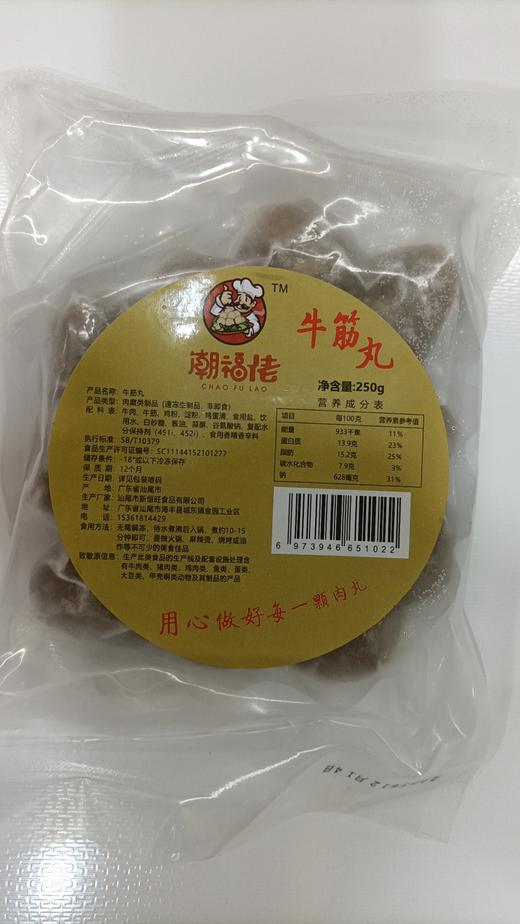 TM
潮福佬
CHAO FU LAO
牛筋丸
净含量:250g
营养成分表
项目 每100克 营养素参考值
能量 933千焦 11%
蛋白质 13.9克 23%
脂肪 15.2克 25%
碳水化合物 7.9克 3%
钠 628毫克 31%
产品名称: 牛筋丸
产品类型: 肉糜类制品(速冻生制品、非即食)
配 料 表: 牛肉、牛筋、鸡粉、淀粉、鸡蛋清、食用盐、饮
用水、白砂糖、酱油、蒜酥、谷氨酸钠、复配水
分保持剂(451i、452i)、食用香精香辛料
执行标准: SB/T10379
食品生产许可证编号: SC11144152101277
储存条件: -18°或以下冷冻保存
保 质 期: 12个月
生产日期: 详见包装喷码
产 地: 广东省汕尾市
生产厂家: 汕尾市新恒旺食品有限公司
地 址: 广东省汕尾市海丰县城东镇金园工业区
电 话: 15361814429
食用方法: 无需解冻、待水煮沸后入锅,煮约10-15
分钟即可,是做火锅、麻辣烫、烧烤或油
炸等不可少的美食佳品
致敏原信息: 生产此类食品的生产线及配套设施处理含
有牛肉类、猪肉类、鸡肉类、鱼类、蛋类、
大豆类、甲壳纲类动物及其制品的产品
6 973946 651022
用心做好每一颗肉丸